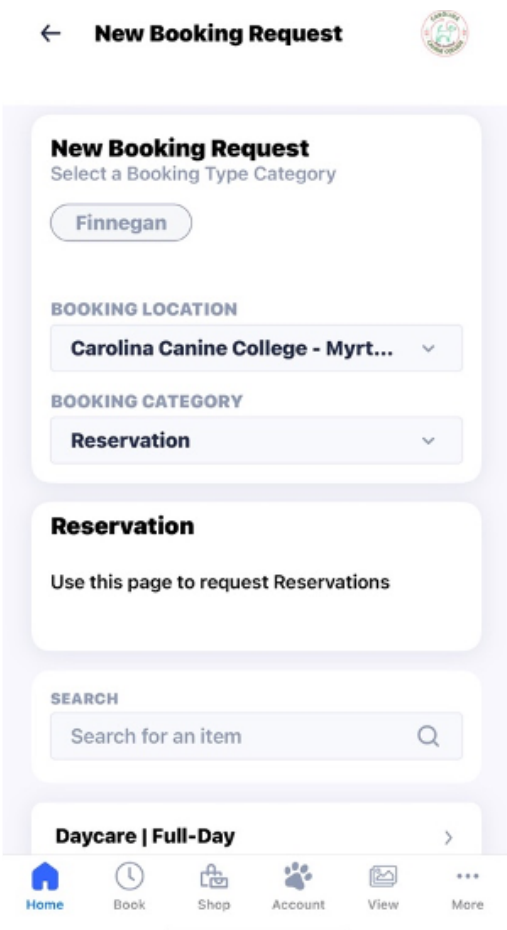 New Booking Request
New Booking Request
Select a Booking Type Category
Finnegan
BOOKING LOCATION
Carolina Canine College - Myrt...
BOOKING CATEGORY
Reservation
Reservation
Use this page to request Reservations
SEARCH
Search for an item
Daycare | Full-Day
Home Book Shop Account View More